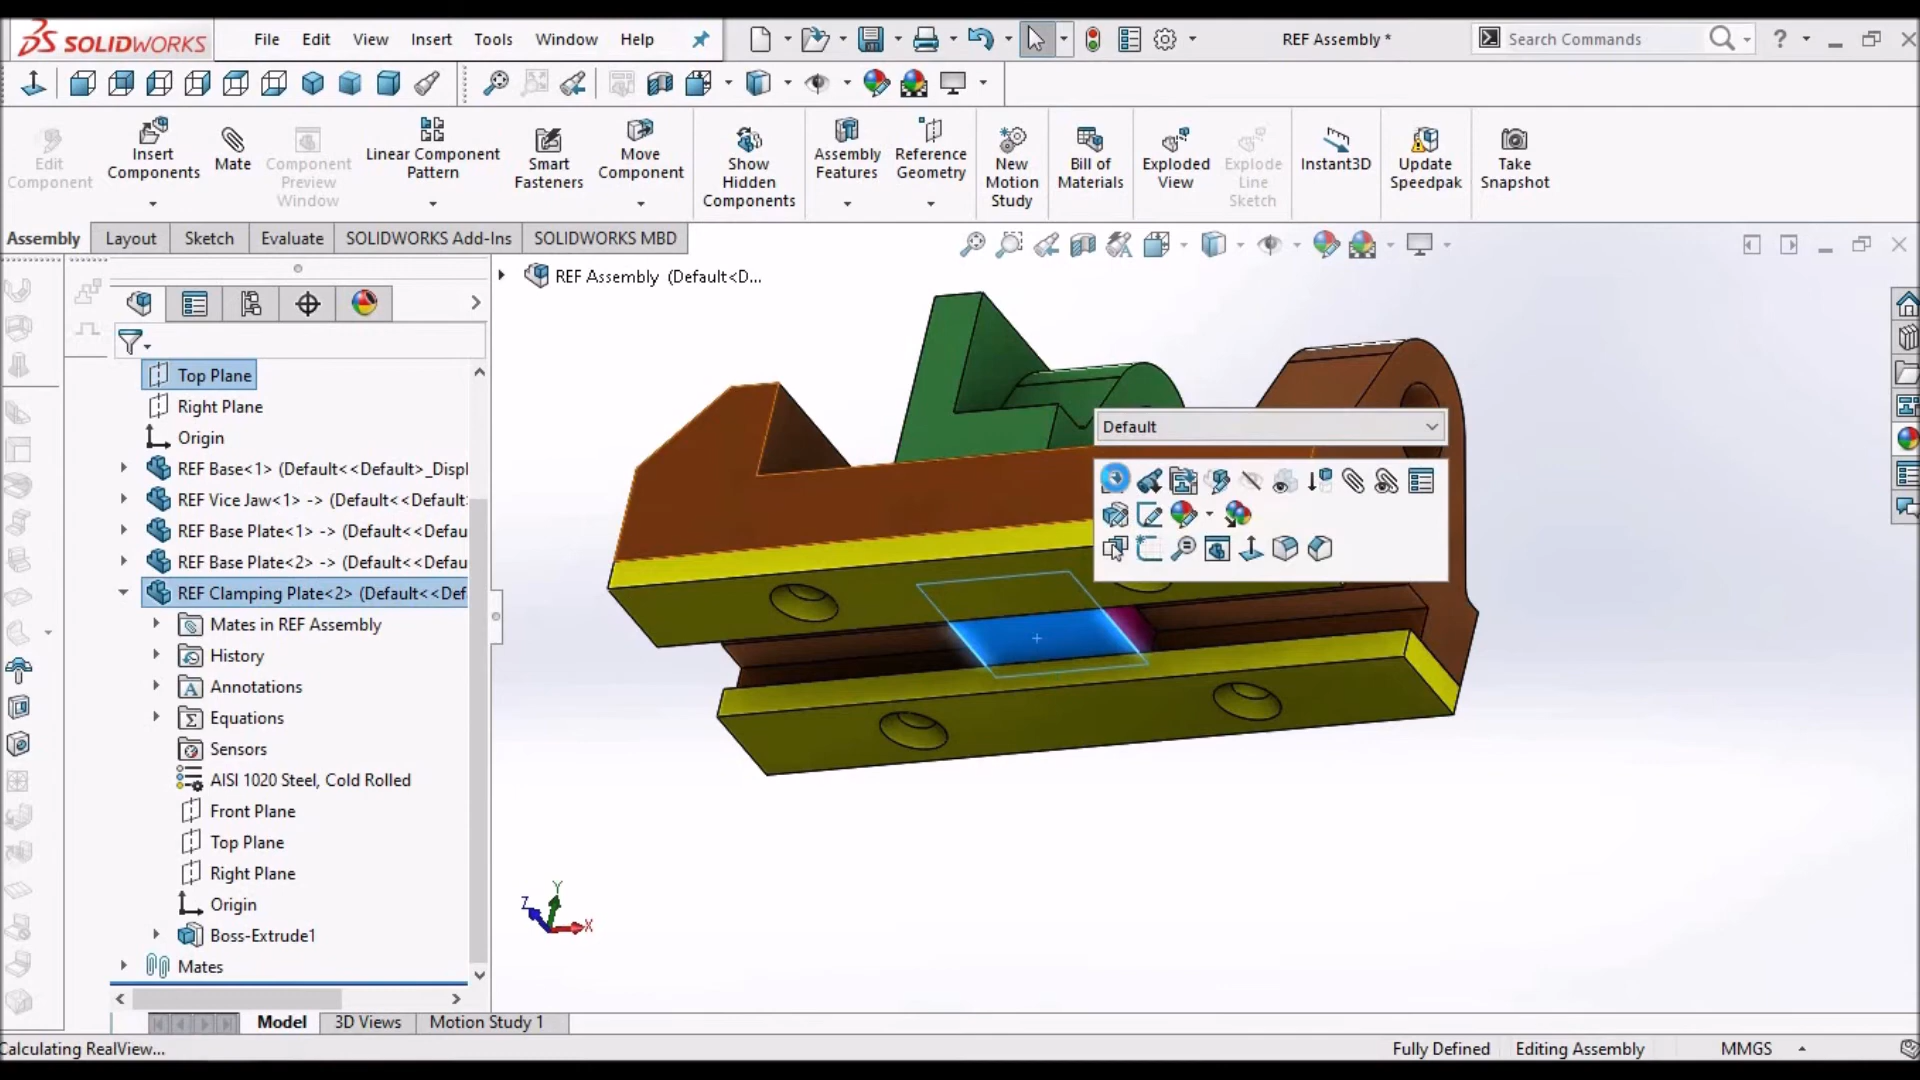 SOLIDWORKS
File Edit View Insert Tools Window Help
REF Assembly *
Search Commands
?
Edit Component
Insert Components
Mate
Component Preview Window
Linear Component Pattern
Smart Fasteners
Move Component
Show Hidden Components
Assembly Features
Reference Geometry
New Motion Study
Bill of Materials
Exploded View
Explode Line Sketch
Instant3D
Update Speedpak
Take Snapshot
Assembly Layout Sketch Evaluate SOLIDWORKS Add-Ins SOLIDWORKS MBD
REF Assembly (Default<D...
Top Plane
Right Plane
Origin
REF Base<1> (Default<<Default>_Displ
REF Vice Jaw<1> -> (Default<<Default:
REF Base Plate<1> -> (Default<<Defau
REF Base Plate<2> -> (Default<<Defau
REF Clamping Plate<2> (Default<<Def
Mates in REF Assembly
History
Annotations
Equations
Sensors
AISI 1020 Steel, Cold Rolled
Front Plane
Top Plane
Right Plane
Origin
Boss-Extrude1
Mates
Default
Y
Z
X
Model 3D Views Motion Study 1
Calculating RealView...
Fully Defined Editing Assembly MMGS